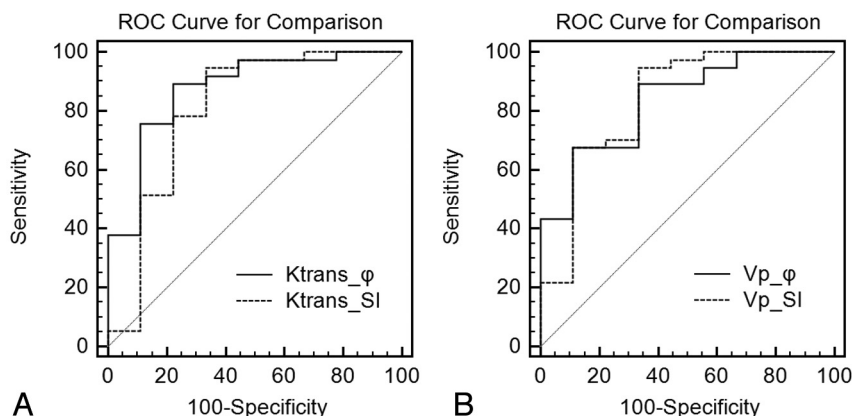 ROC Curve for Comparison
100
80
60
40
20
0
Sensitivity
Ktrans_φ
Ktrans_SI
0 20 40 60 80 100
100-Specificity
A
ROC Curve for Comparison
100
80
60
40
20
0
Sensitivity
Vp_φ
Vp_SI
0 20 40 60 80 100
100-Specificity
B